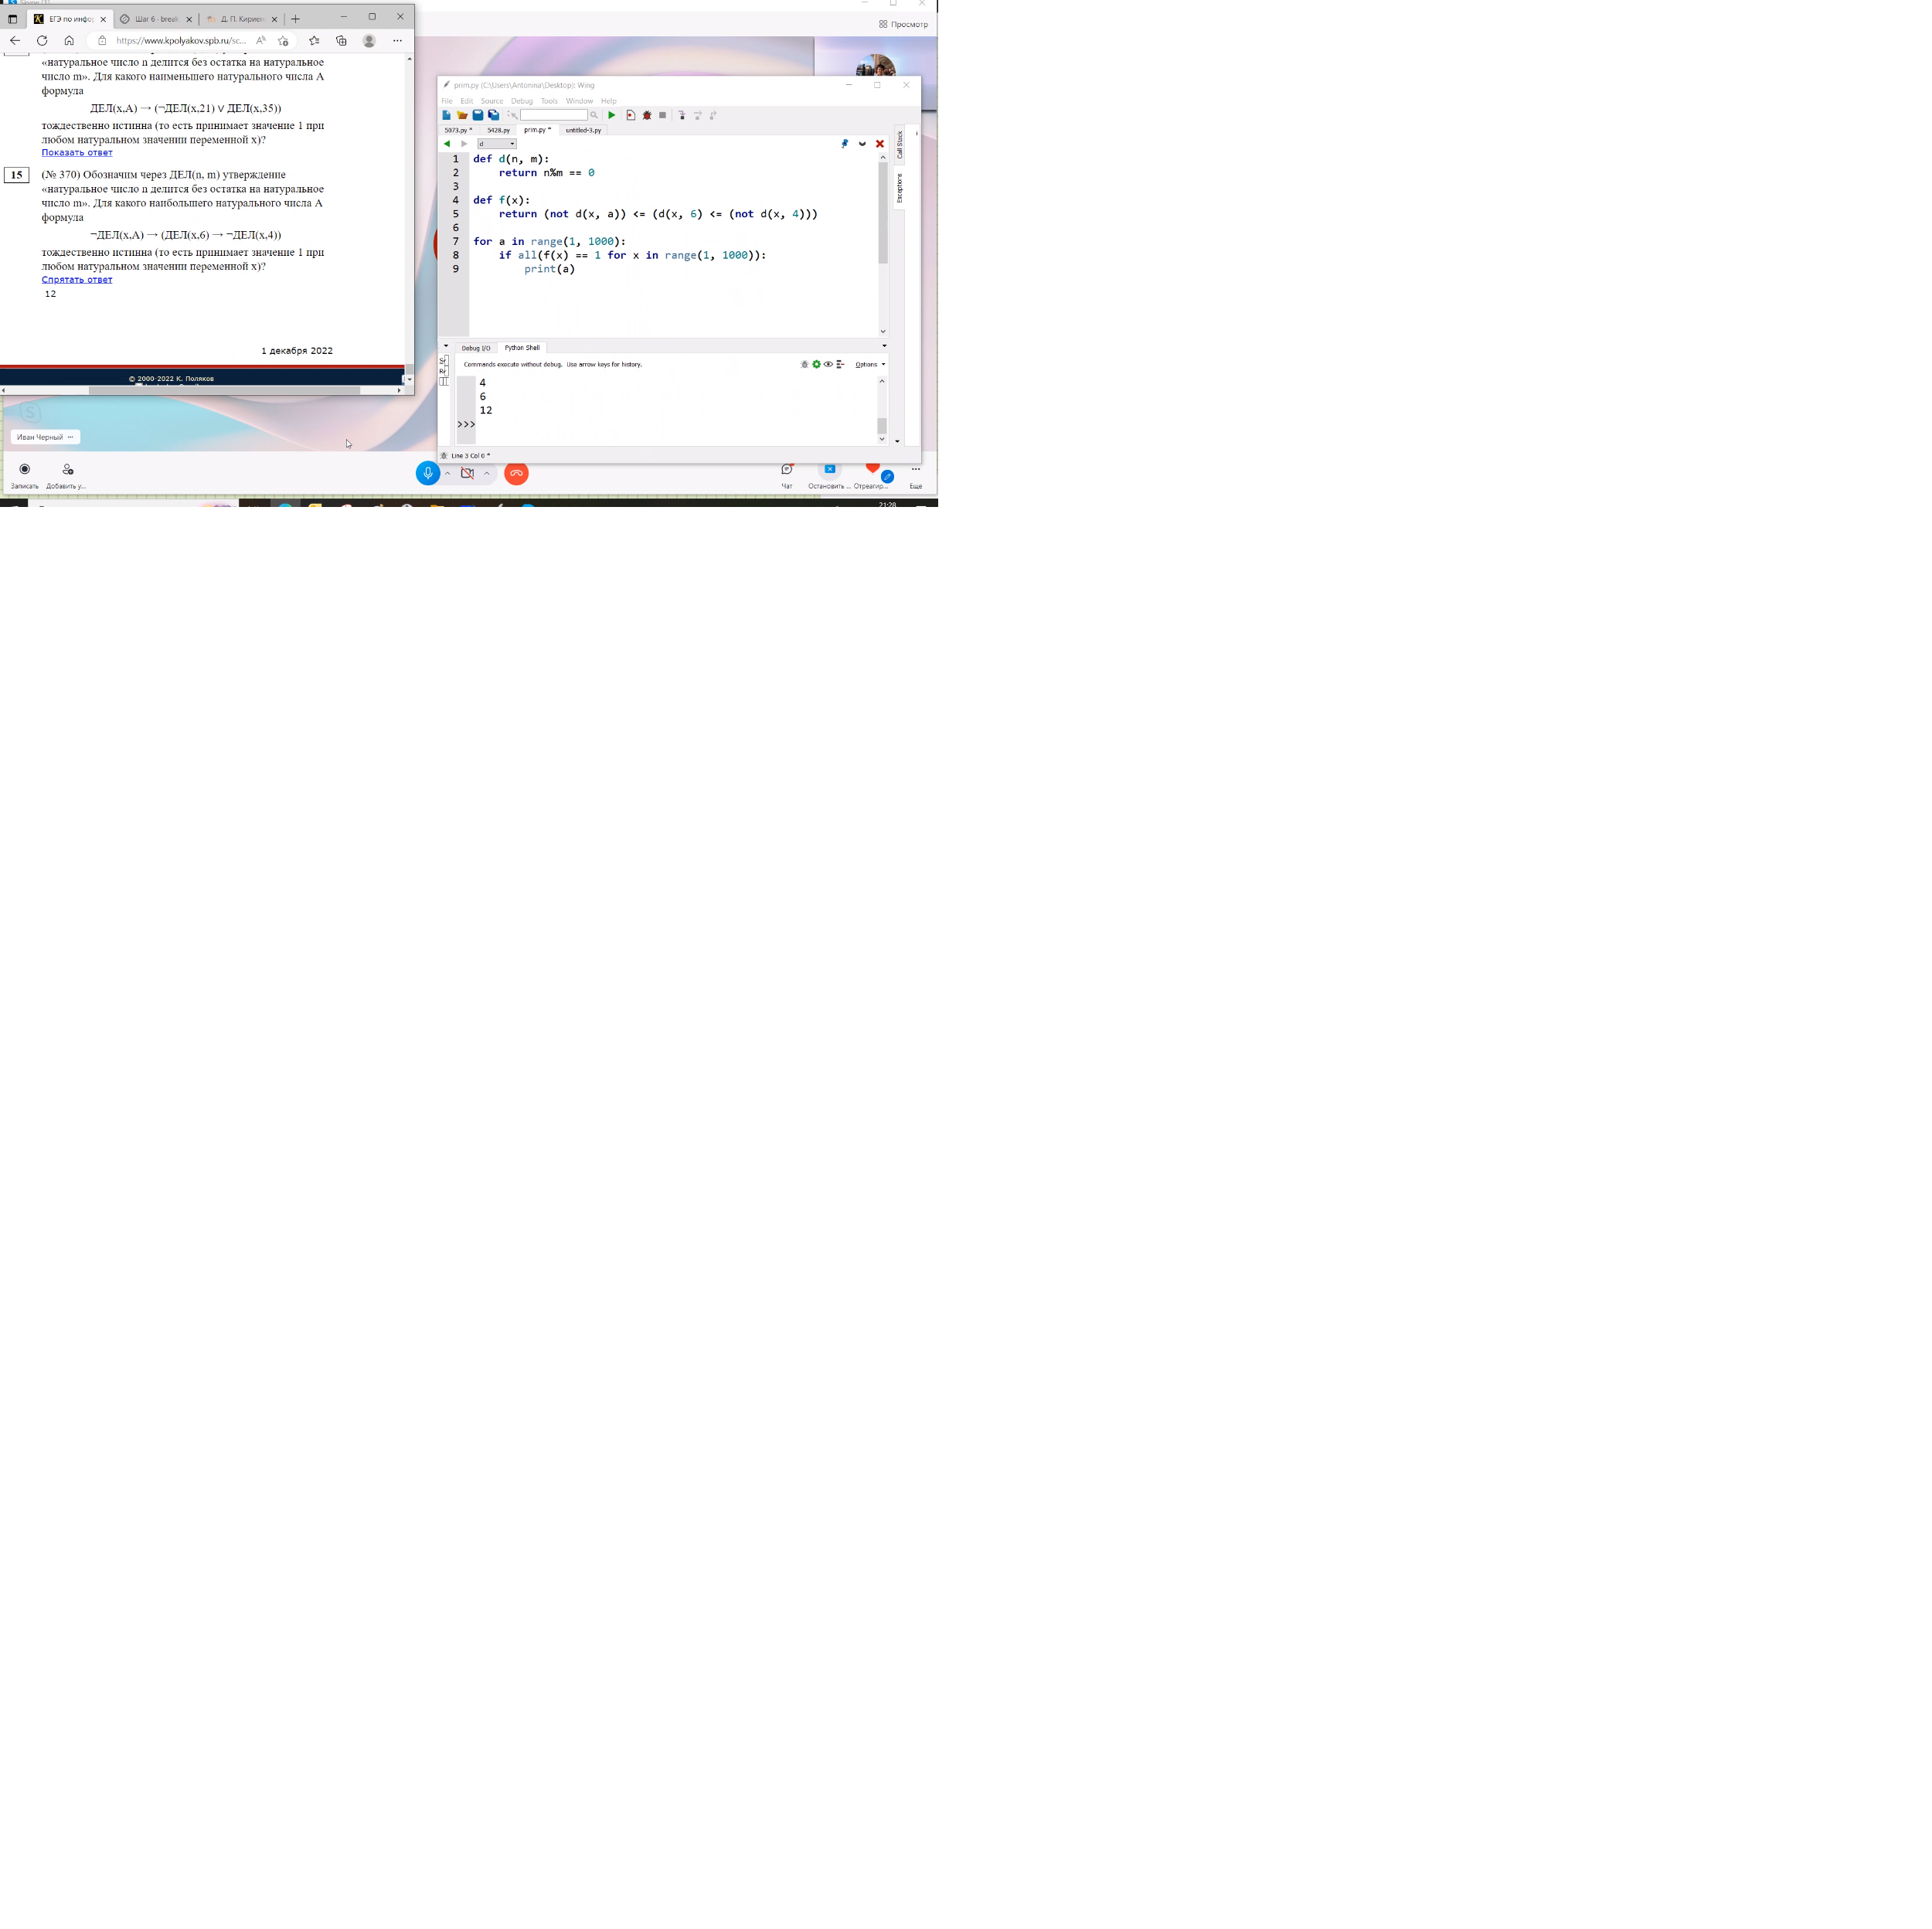 Просмотр
ЕГЭ по инфор
Шаг 6 - break
Д. П. Кириен
https://www.kpolyakov.spb.ru/sc...
«натуральное число n делится без остатка на натуральное
число m». Для какого наименьшего натурального числа А
формула
ДЕЛ(x,А) → (¬ДЕЛ(x,21) ∨ ДЕЛ(x,35))
тождественно истинна (то есть принимает значение 1 при
любом натуральном значении переменной х)?
Показать ответ
15
(№ 370) Обозначим через ДЕЛ(n, m) утверждение
«натуральное число n делится без остатка на натуральное
число m». Для какого наибольшего натурального числа А
формула
¬ДЕЛ(x,А) → (ДЕЛ(x,6) → ¬ДЕЛ(x,4))
тождественно истинна (то есть принимает значение 1 при
любом натуральном значении переменной х)?
Спрятать ответ
12
1 декабря 2022
© 2000-2022 К. Поляков
prim.py (C:\Users\Antonina\Desktop): Wing
File Edit Source Debug Tools Window Help
5073.py * 5428.py prim.py * untitled-3.py
d
1 def d(n, m):
2     return n%m == 0
3
4 def f(x):
5     return (not d(x, a)) <= (d(x, 6) <= (not d(x, 4)))
6
7 for a in range(1, 1000):
8     if all(f(x) == 1 for x in range(1, 1000)):
9         print(a)
Call Stack
Exceptions
Debug I/O Python Shell
Commands execute without debug. Use arrow keys for history.
Options
4
6
12
>>>
Line 3 Col 0 *
Иван Черный
Записать
Добавить у...
Чат
Остановить ...
Отреагир...
Еще
21:28